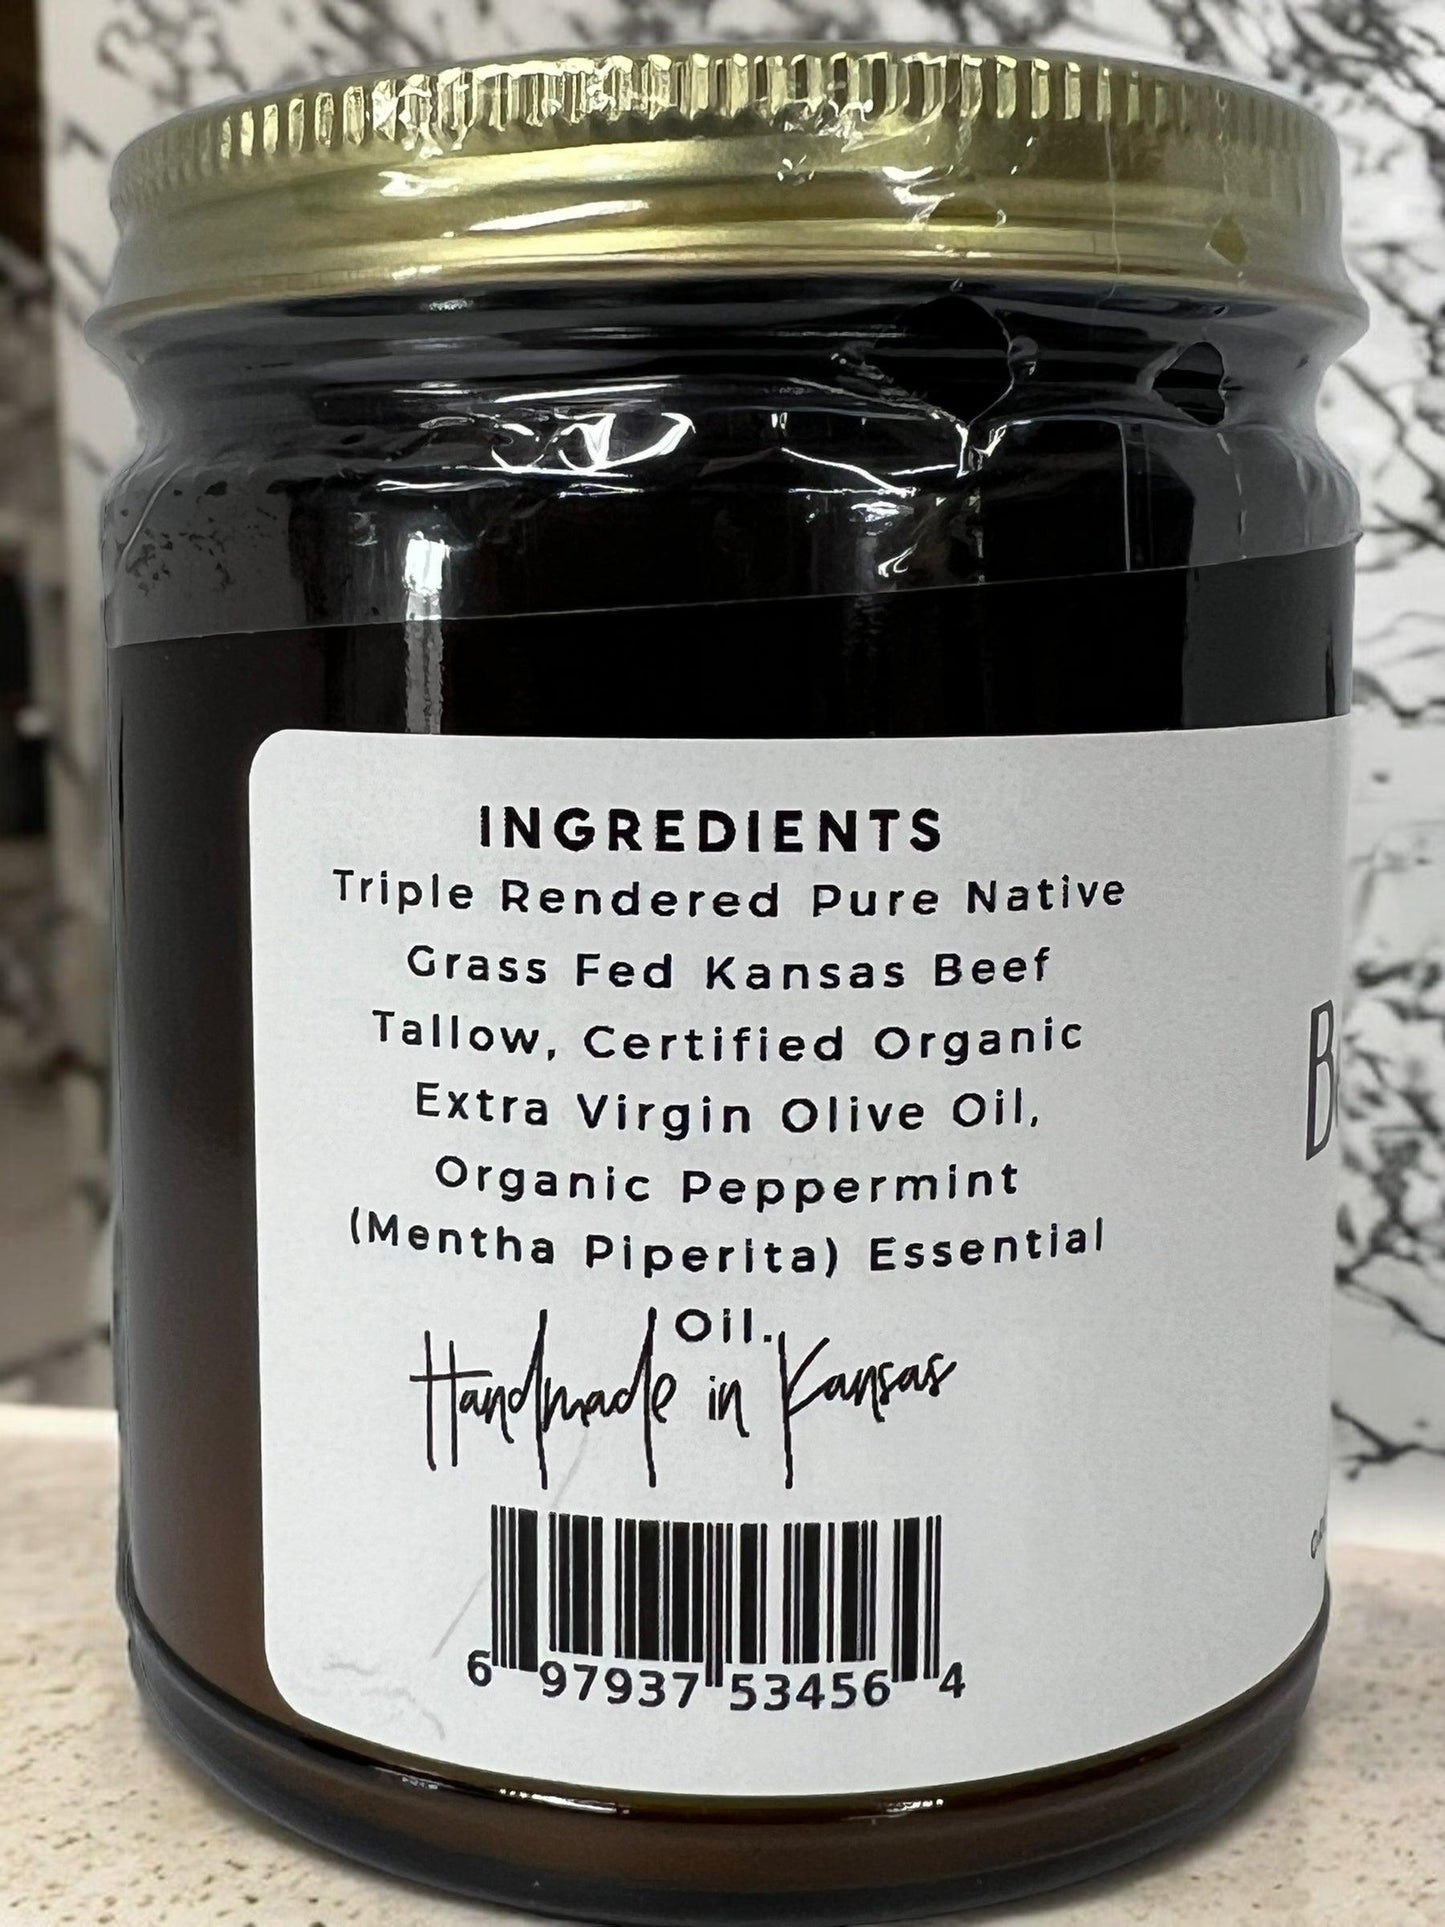 INGREDIENTS
Triple Rendered Pure Native
Grass Fed Kansas Beef
Tallow, Certified Organic
Extra Virgin Olive Oil,
Organic Peppermint
(Mentha Piperita) Essential
Oil.
Handmade in Kansas
6 97937 53456 4